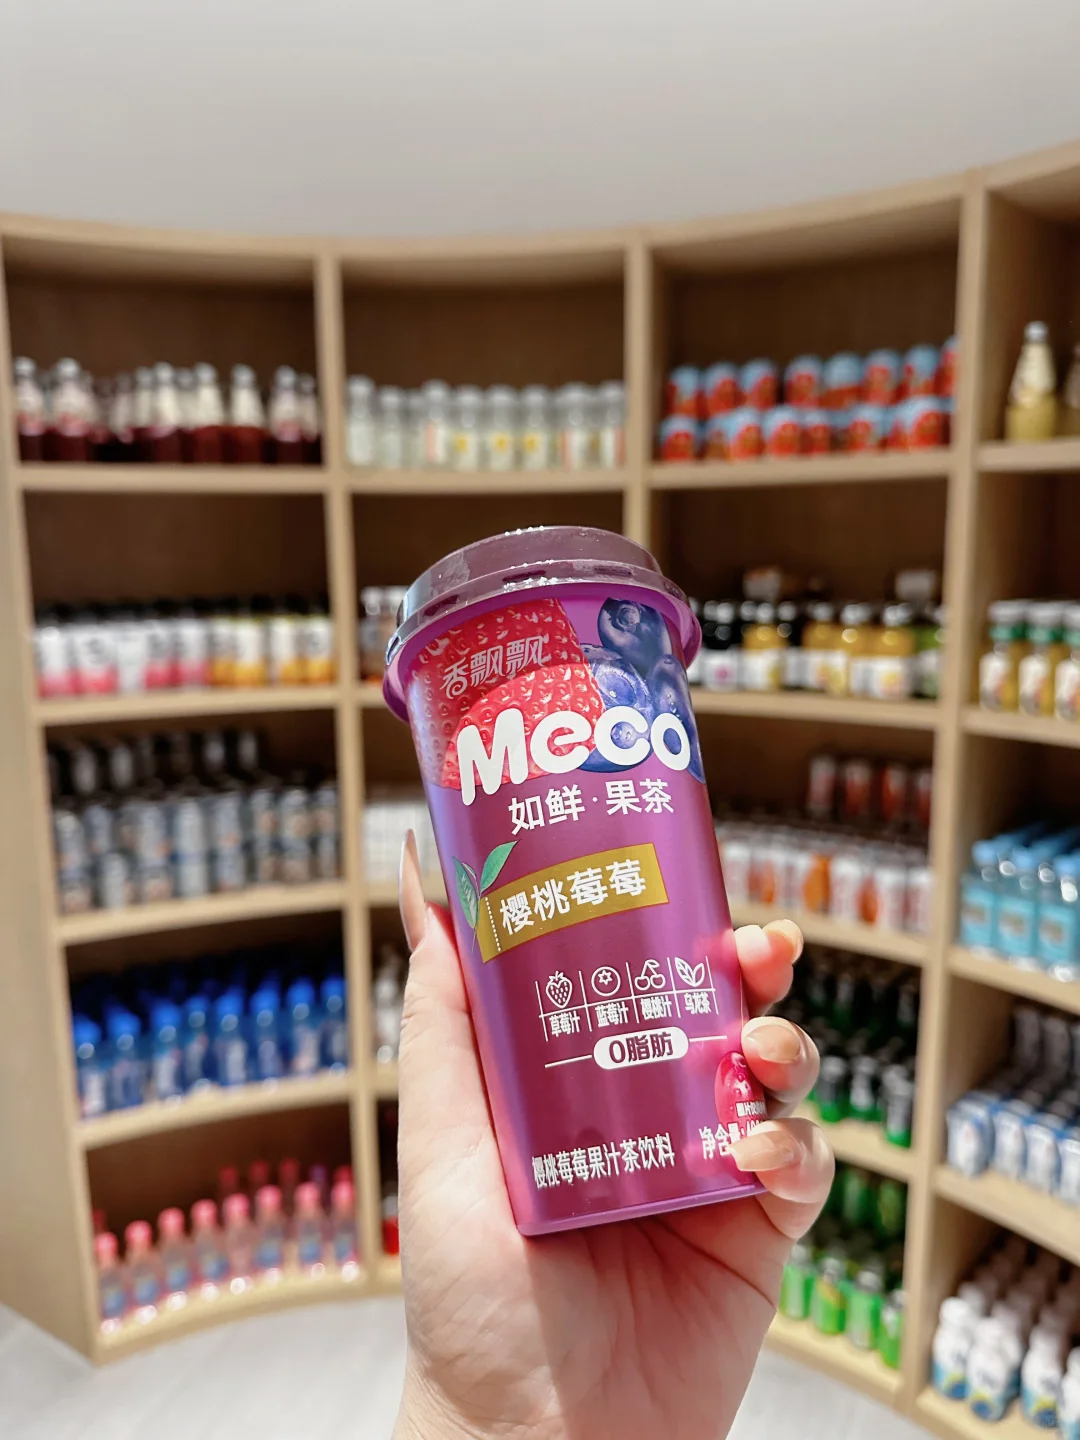 香飘飘
Meco
如鲜·果茶
樱桃莓莓
草莓汁
蓝莓汁
樱桃汁
乌龙茶
0脂肪
樱桃莓莓果汁茶饮料
净含量: